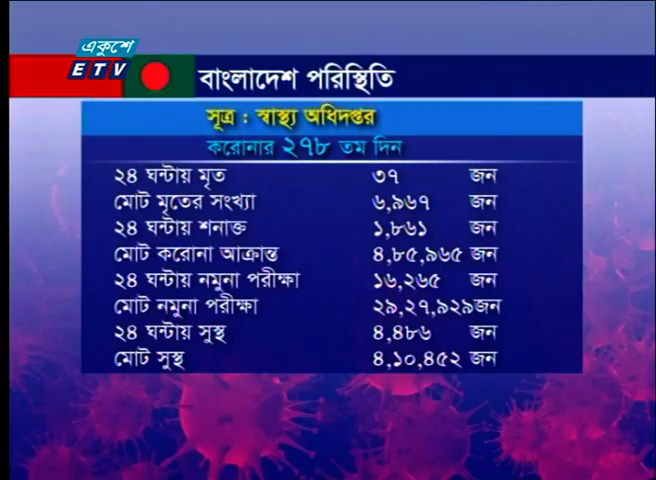 একুশে
ETV
বাংলাদেশ পরিস্থিতি
সূত্র : স্বাস্থ্য অধিদপ্তর
করোনার ২৭৮ তম দিন
২৪ ঘন্টায় মৃত ৩৭ জন
মোট মৃতের সংখ্যা ৬,৯৬৭ জন
২৪ ঘন্টায় শনাক্ত ১,৮৬১ জন
মোট করোনা আক্রান্ত ৪,৮৫,৯৬৫ জন
২৪ ঘন্টায় নমুনা পরীক্ষা ১৬,২৬৫ জন
মোট নমুনা পরীক্ষা ২৯,২৭,৯২৯জন
২৪ ঘন্টায় সুস্থ ৪,৪৮৬ জন
মোট সুস্থ ৪,১০,৪৫২ জন